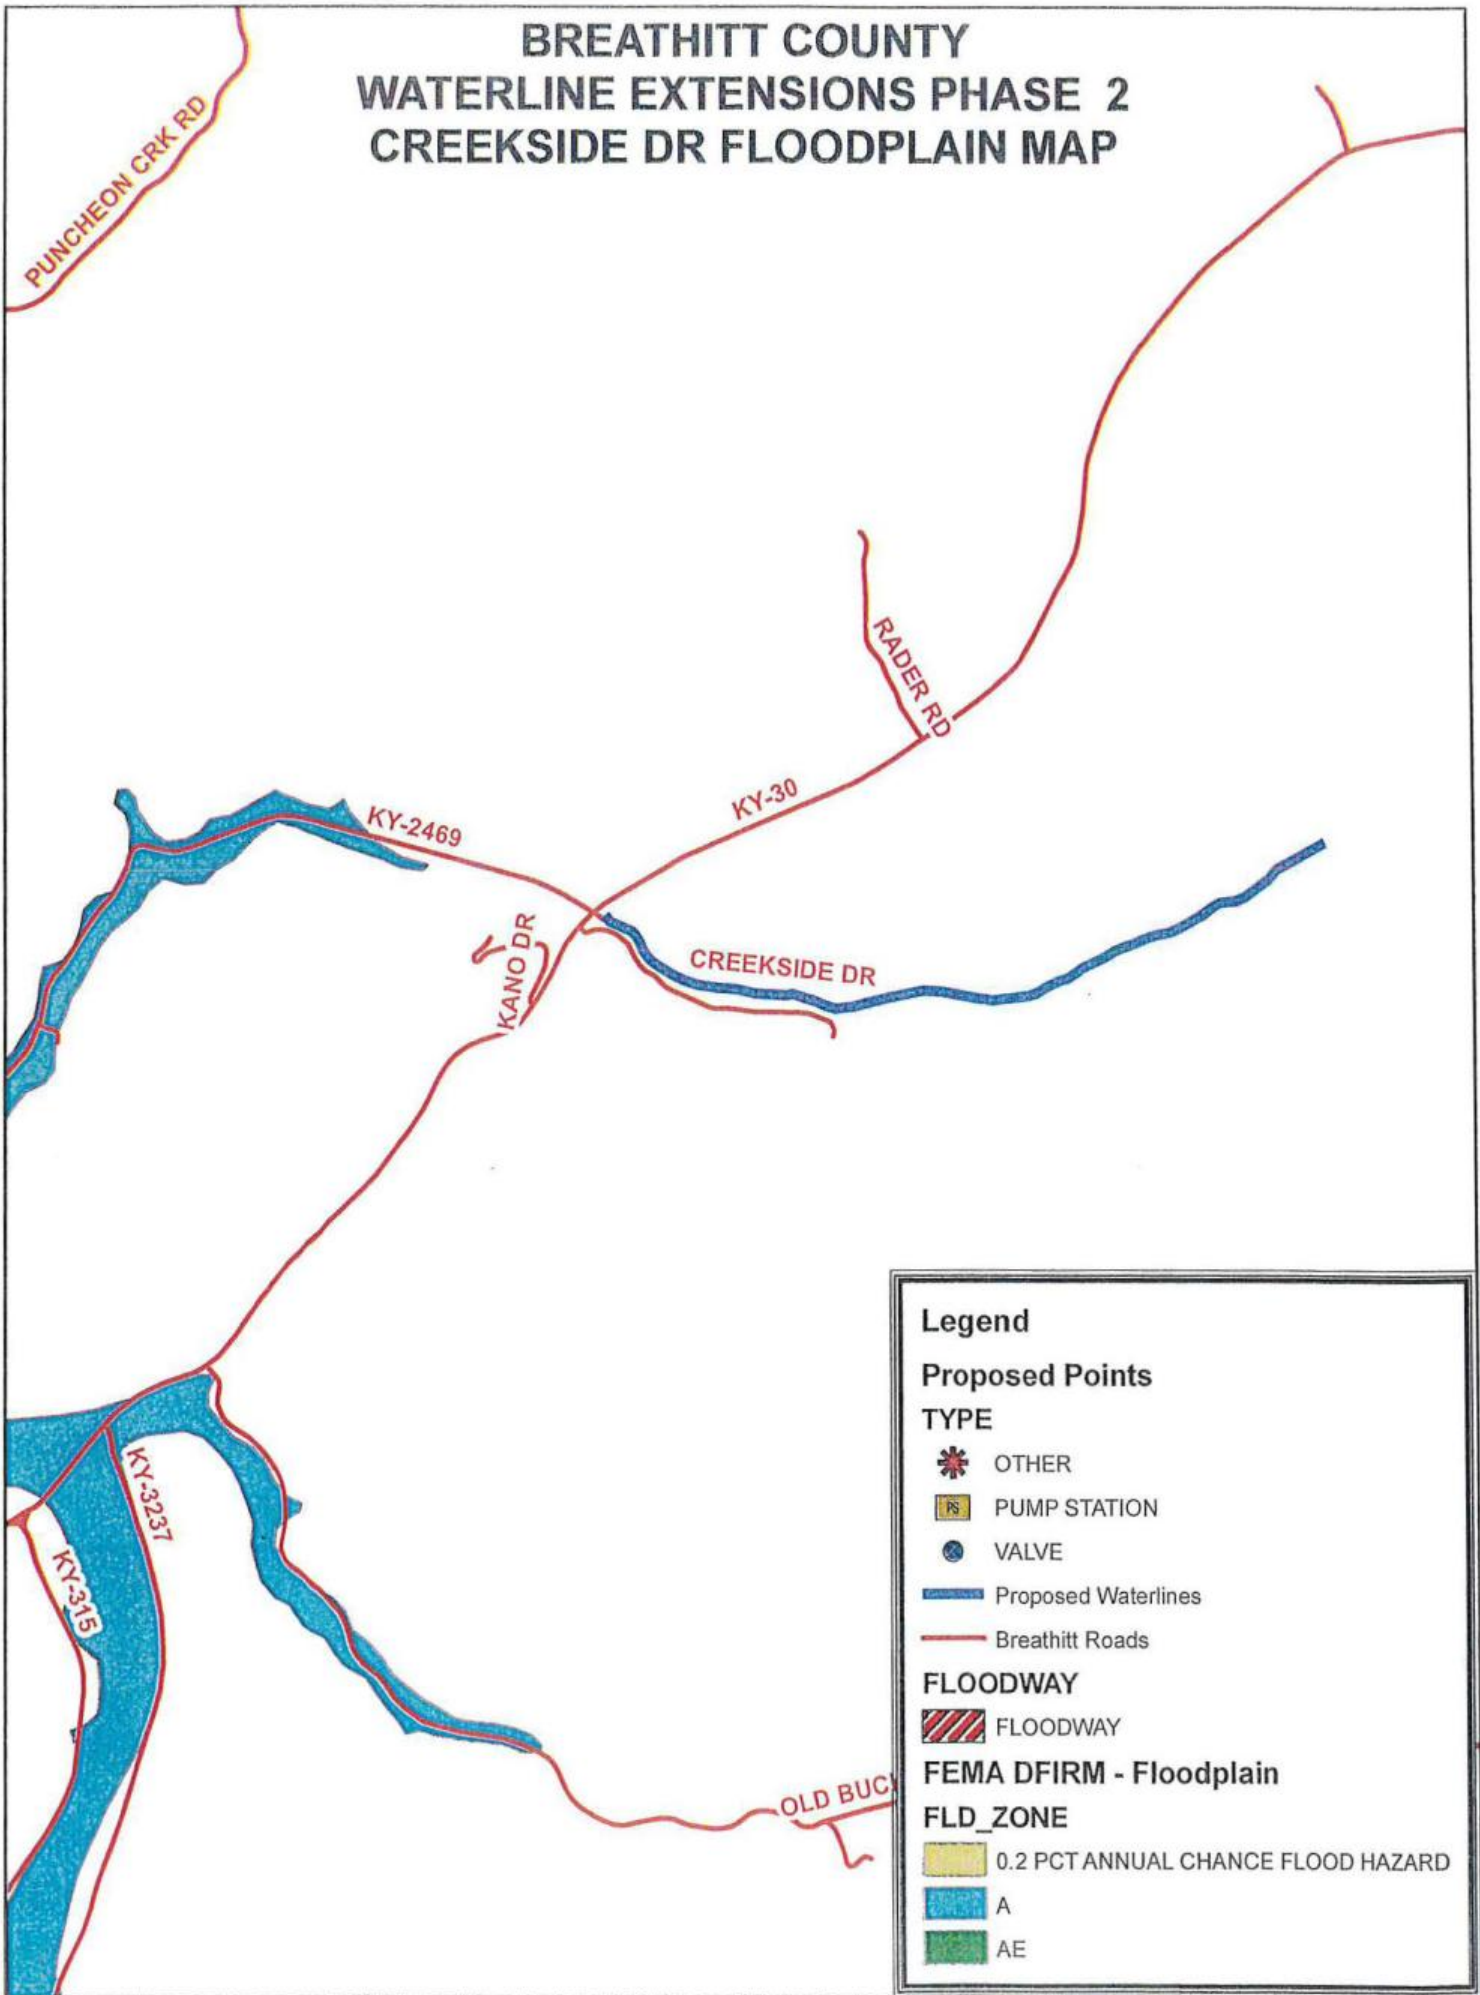 BREATHITT COUNTY
WATERLINE EXTENSIONS PHASE 2
CREEKSIDE DR FLOODPLAIN MAP
PUNCHEON CRK RD
RADER RD
KY-30
KY-2469
KANO DR
CREEKSIDE DR
KY-3237
KY-315
OLD BUC
Legend
Proposed Points
TYPE
OTHER
PS PUMP STATION
VALVE
Proposed Waterlines
Breathitt Roads
FLOODWAY
FLOODWAY
FEMA DFIRM - Floodplain
FLD_ZONE
0.2 PCT ANNUAL CHANCE FLOOD HAZARD
A
AE